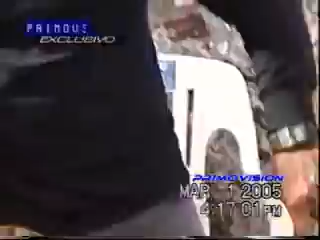 PRIMOUS
EXCLUSIVO
PRIMOVISION
MAR 1 2005
4:17:01 PM